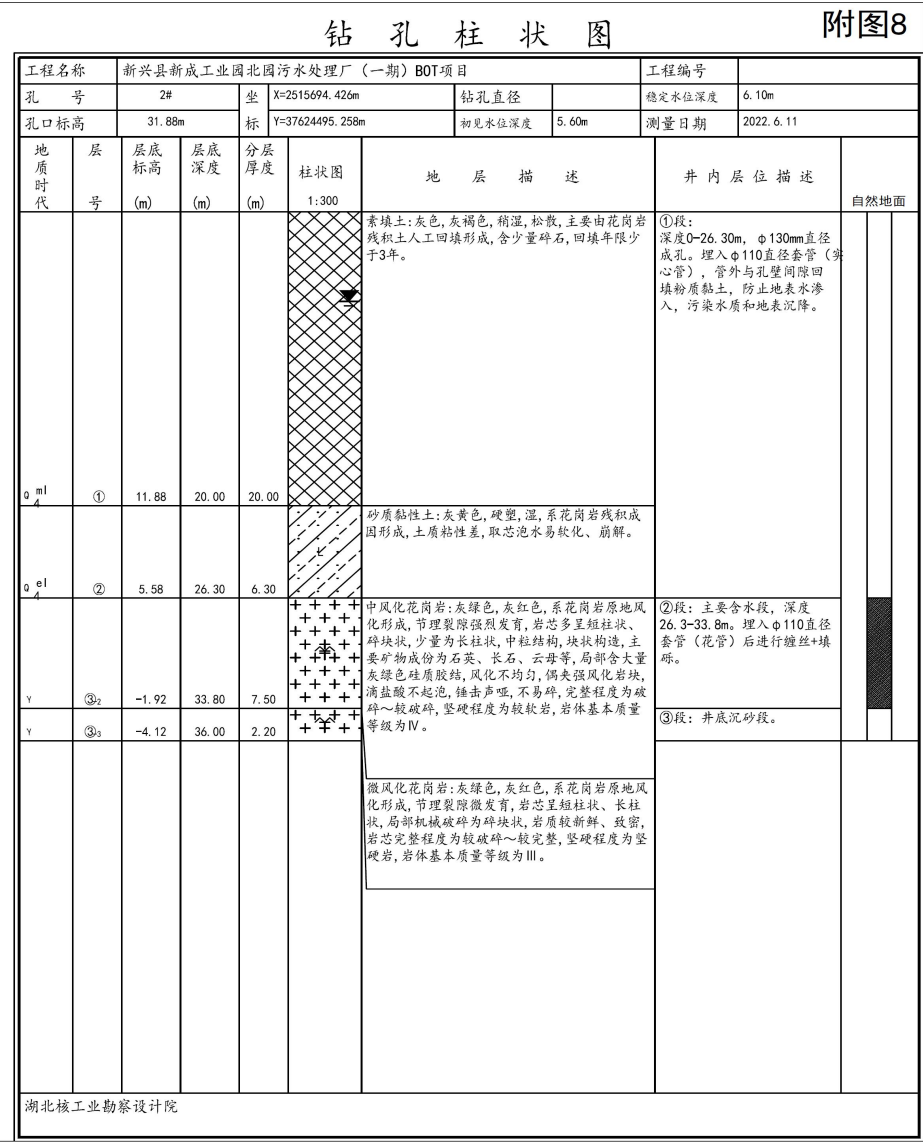 附图8
钻 孔 柱 状 图
工程名称 新兴县新成工业园北园污水处理厂（一期）BOT项目 工程编号
孔 号 2# 坐 X=2515694.426m 钻孔直径 稳定水位深度 6.10m
孔口标高 31.88m 标 Y=37624495.258m 初见水位深度 5.60m 测量日期 2022.6.11
地质时代 层号 层底标高(m) 层底深度(m) 分层厚度(m) 柱状图 1:300 地 层 描 述 井 内 层 位 描 述 自然地面
素填土:灰色,灰褐色,稍湿,松散,主要由花岗岩
残积土人工回填形成,含少量碎石,回填年限少
于3年。
①段:
深度0-26.30m, φ130mm直径
成孔。埋入φ110直径套管（实
心管）, 管外与孔壁间隙回
填粉质黏土, 防止地表水渗
入, 污染水质和地表沉降。
Q4 ml ① 11.88 20.00 20.00
砂质黏性土:灰黄色,硬塑,湿,系花岗岩残积成
因形成,土质粘性差,取芯泡水易软化、崩解。
Q4 el ② 5.58 26.30 6.30
中风化花岗岩:灰绿色,灰红色,系花岗岩原地风
化形成,节理裂隙强烈发育,岩芯多呈短柱状、
碎块状,少量为长柱状,中粒结构,块状构造,主
要矿物成份为石英、长石、云母等,局部含大量
灰绿色硅质胶结,风化不均匀,偶夹强风化岩块,
滴盐酸不起泡,锤击声哑,不易碎,完整程度为破
碎～较破碎,坚硬程度为较软岩,岩体基本质量
等级为Ⅳ。
②段: 主要含水段, 深度
26.3-33.8m。埋入φ110直径
套管（花管）后进行缠丝+填
砾。
γ ③2 -1.92 33.80 7.50
③段: 井底沉砂段。
γ ③3 -4.12 36.00 2.20
微风化花岗岩:灰绿色,灰红色,系花岗岩原地风
化形成,节理裂隙微发育,岩芯呈短柱状、长柱
状,局部机械破碎为碎块状,岩质较新鲜、致密,
岩芯完整程度为较破碎～较完整,坚硬程度为坚
硬岩,岩体基本质量等级为Ⅲ。
湖北核工业勘察设计院